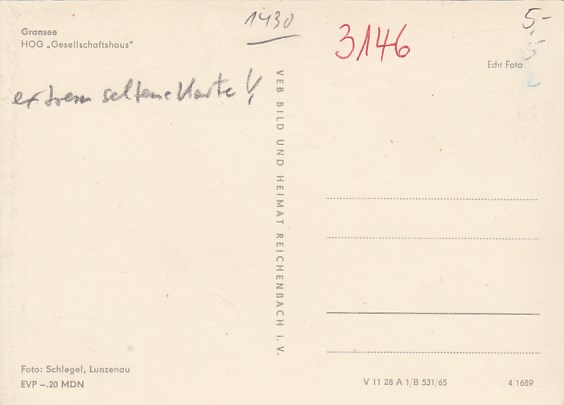 1430
5,-
Gransee
HOG „Gesellschaftshaus"
3146
Echt Foto
extrem seltene Karte !
VEB BILD UND HEIMAT REICHENBACH I. V.
Foto: Schlegel, Lunzenau
EVP –.20 MDN
V 11 28 A 1/B 531/65
4 1689